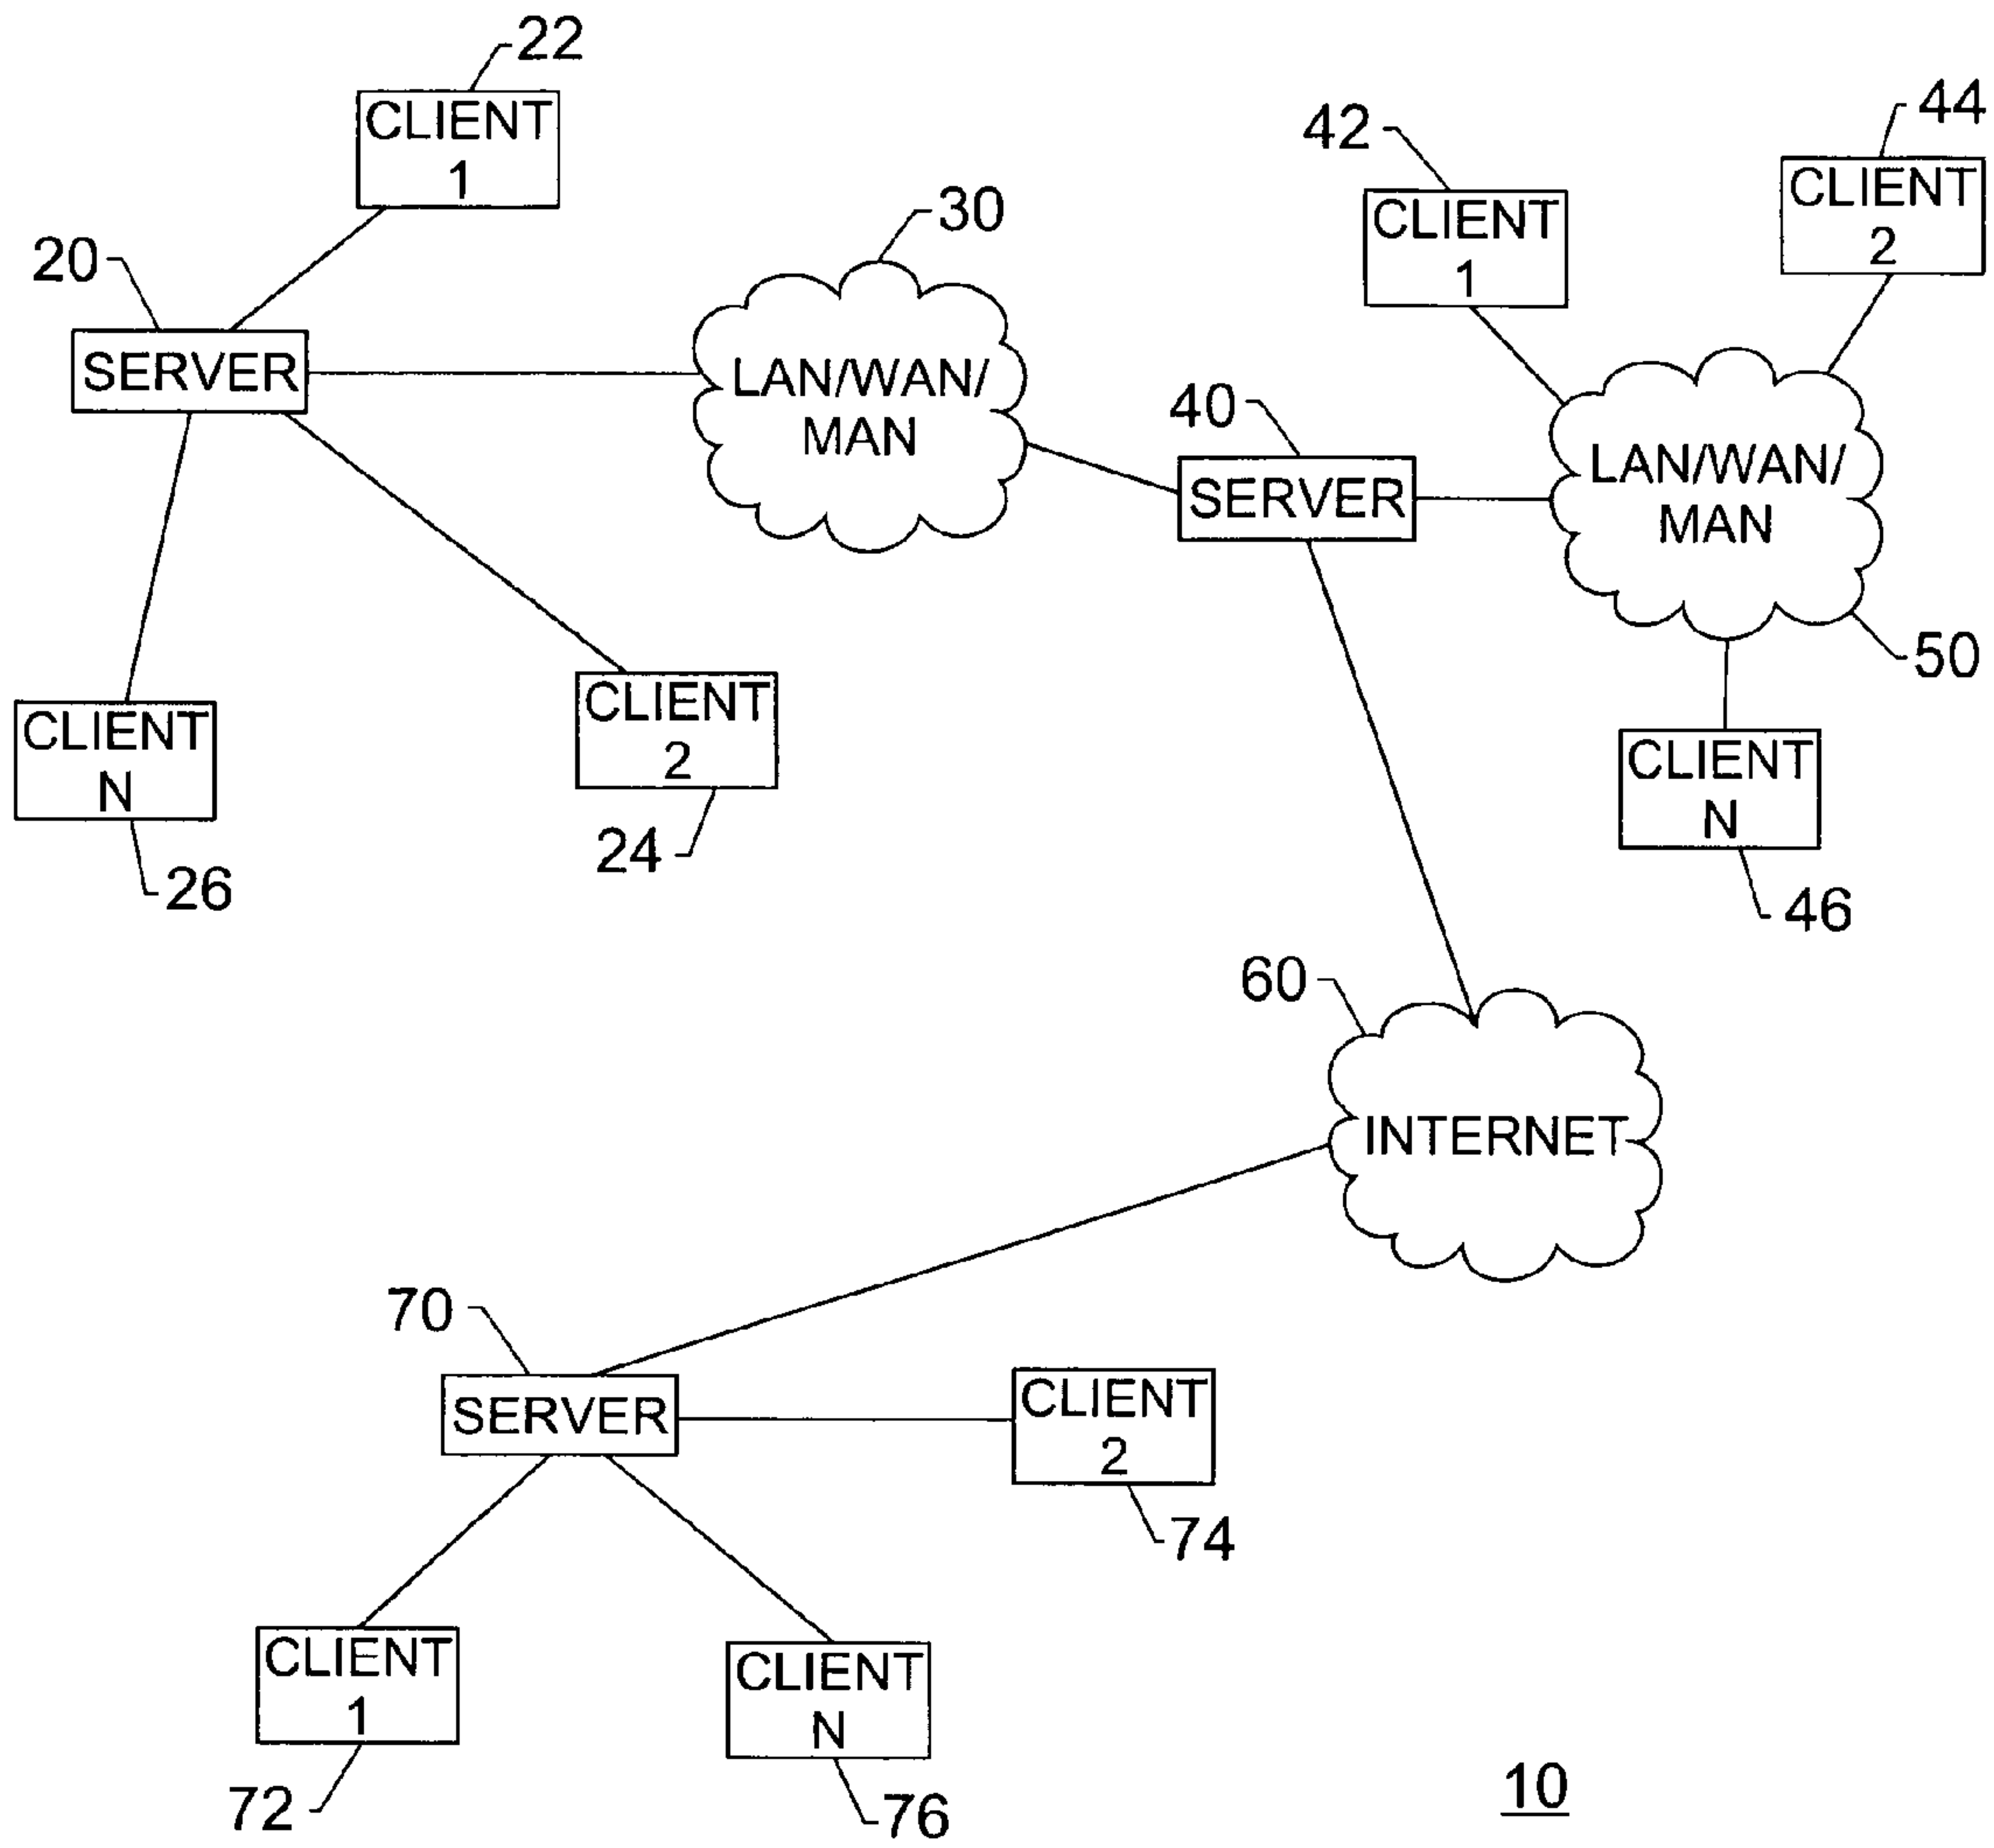 22
CLIENT
1
44
42
CLIENT
2
CLIENT
1
30
20
SERVER
LAN/WAN/
MAN
40
SERVER
LAN/WAN/
MAN
50
CLIENT
N
26
CLIENT
2
24
CLIENT
N
46
60
INTERNET
70
SERVER
CLIENT
2
74
CLIENT
1
72
CLIENT
N
76
10